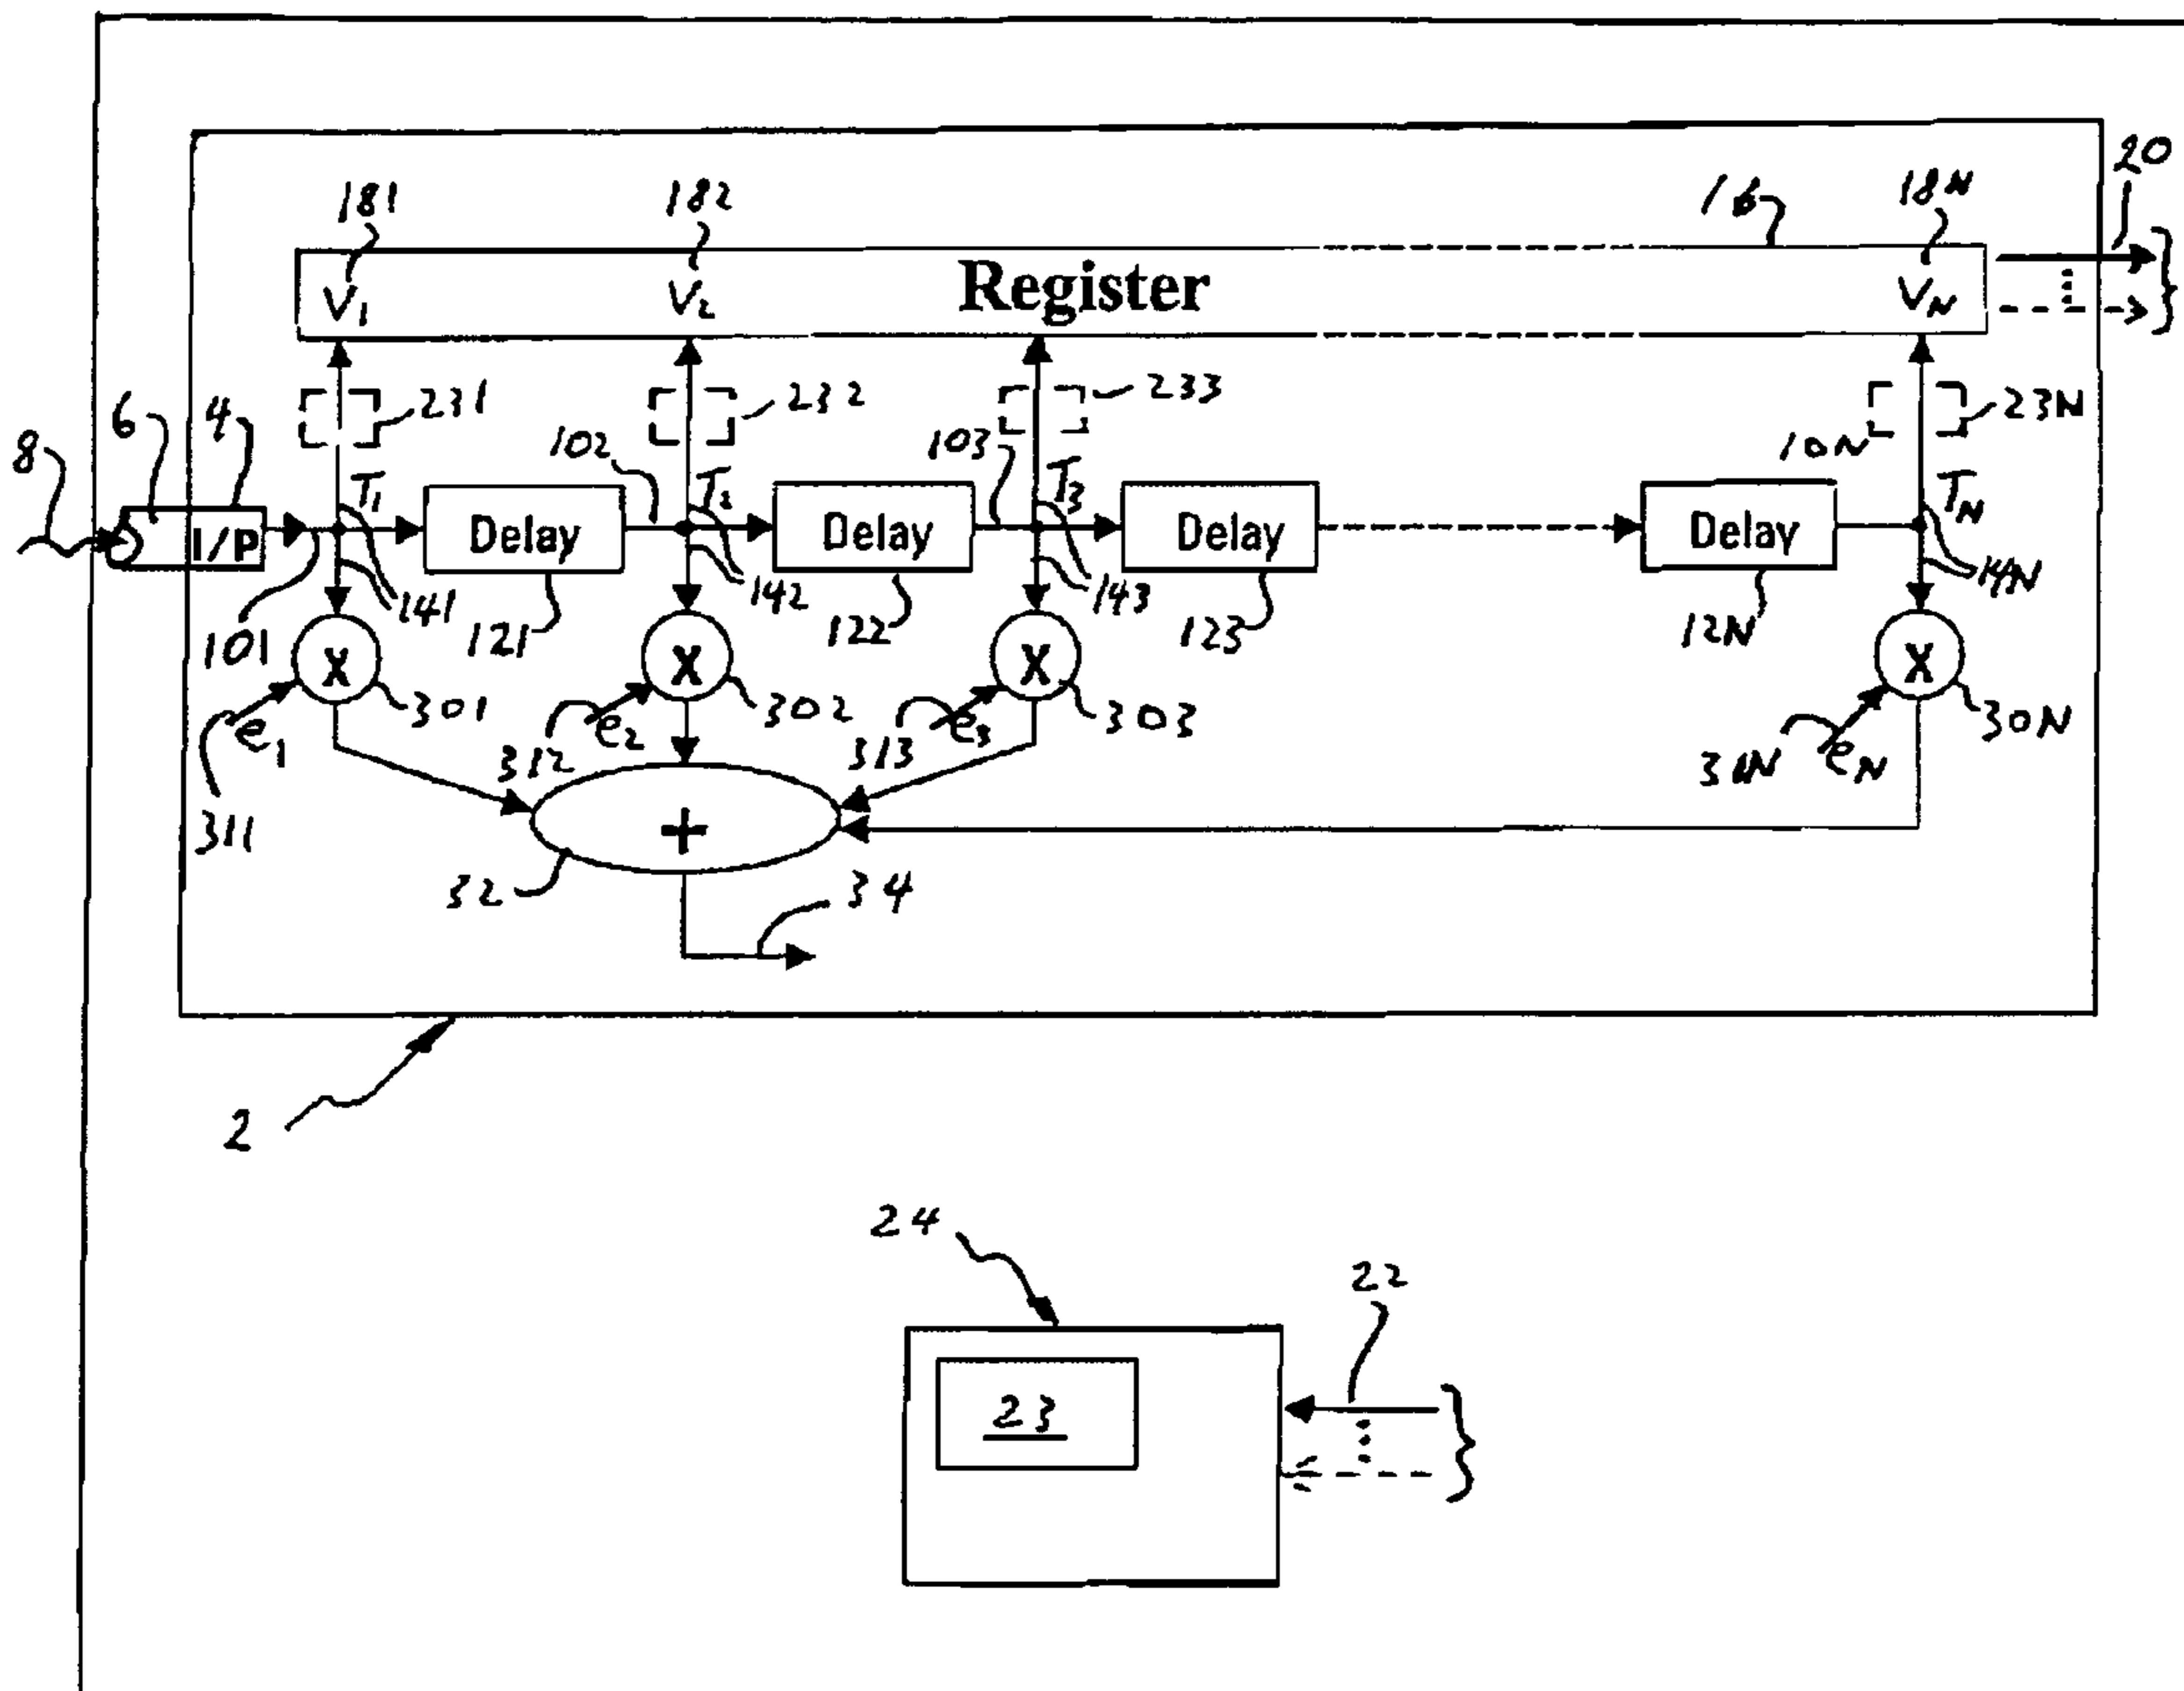 20
181 182 16 18N
V1 V2 Register VN
231 232 233 23N
8 6 4 102 103 10N
T1 T2 T3 TN
I/P Delay Delay Delay Delay
101 141 121 142 122 143 123 12N 14N
X X X X
301 302 303 30N
e1 e2 e3 eN
311 312 313 31N
+
32 34
2
24
22
23